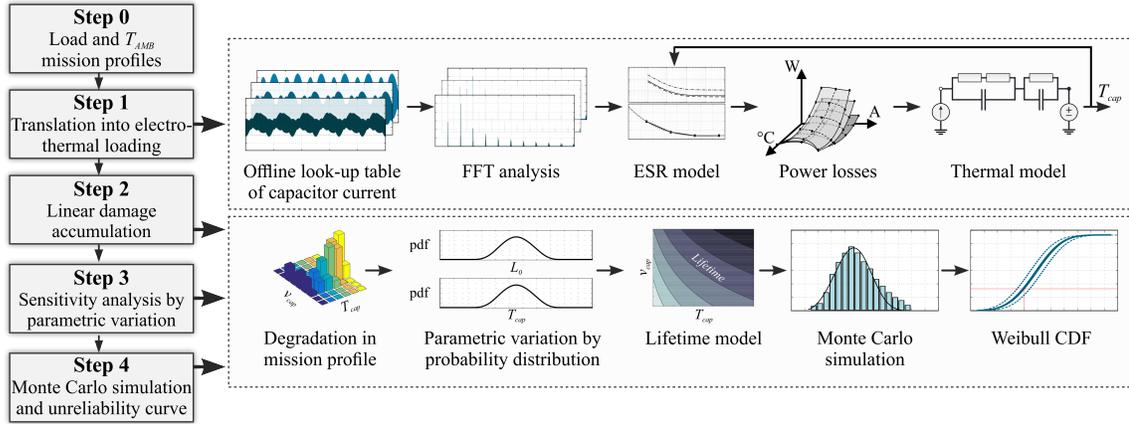 Step 0
Load and T_AMB
mission profiles
Step 1
Translation into electro-
thermal loading
Step 2
Linear damage
accumulation
Step 3
Sensitivity analysis by
parametric variation
Step 4
Monte Carlo simulation
and unreliability curve
W
A
°C
T_cap
Offline look-up table
of capacitor current
FFT analysis
ESR model
Power losses
Thermal model
v_cap
T_cap
pdf
L_0
pdf
T_cap
v_cap
Lifetime
T_cap
Degradation in
mission profile
Parametric variation by
probability distribution
Lifetime model
Monte Carlo
simulation
Weibull CDF